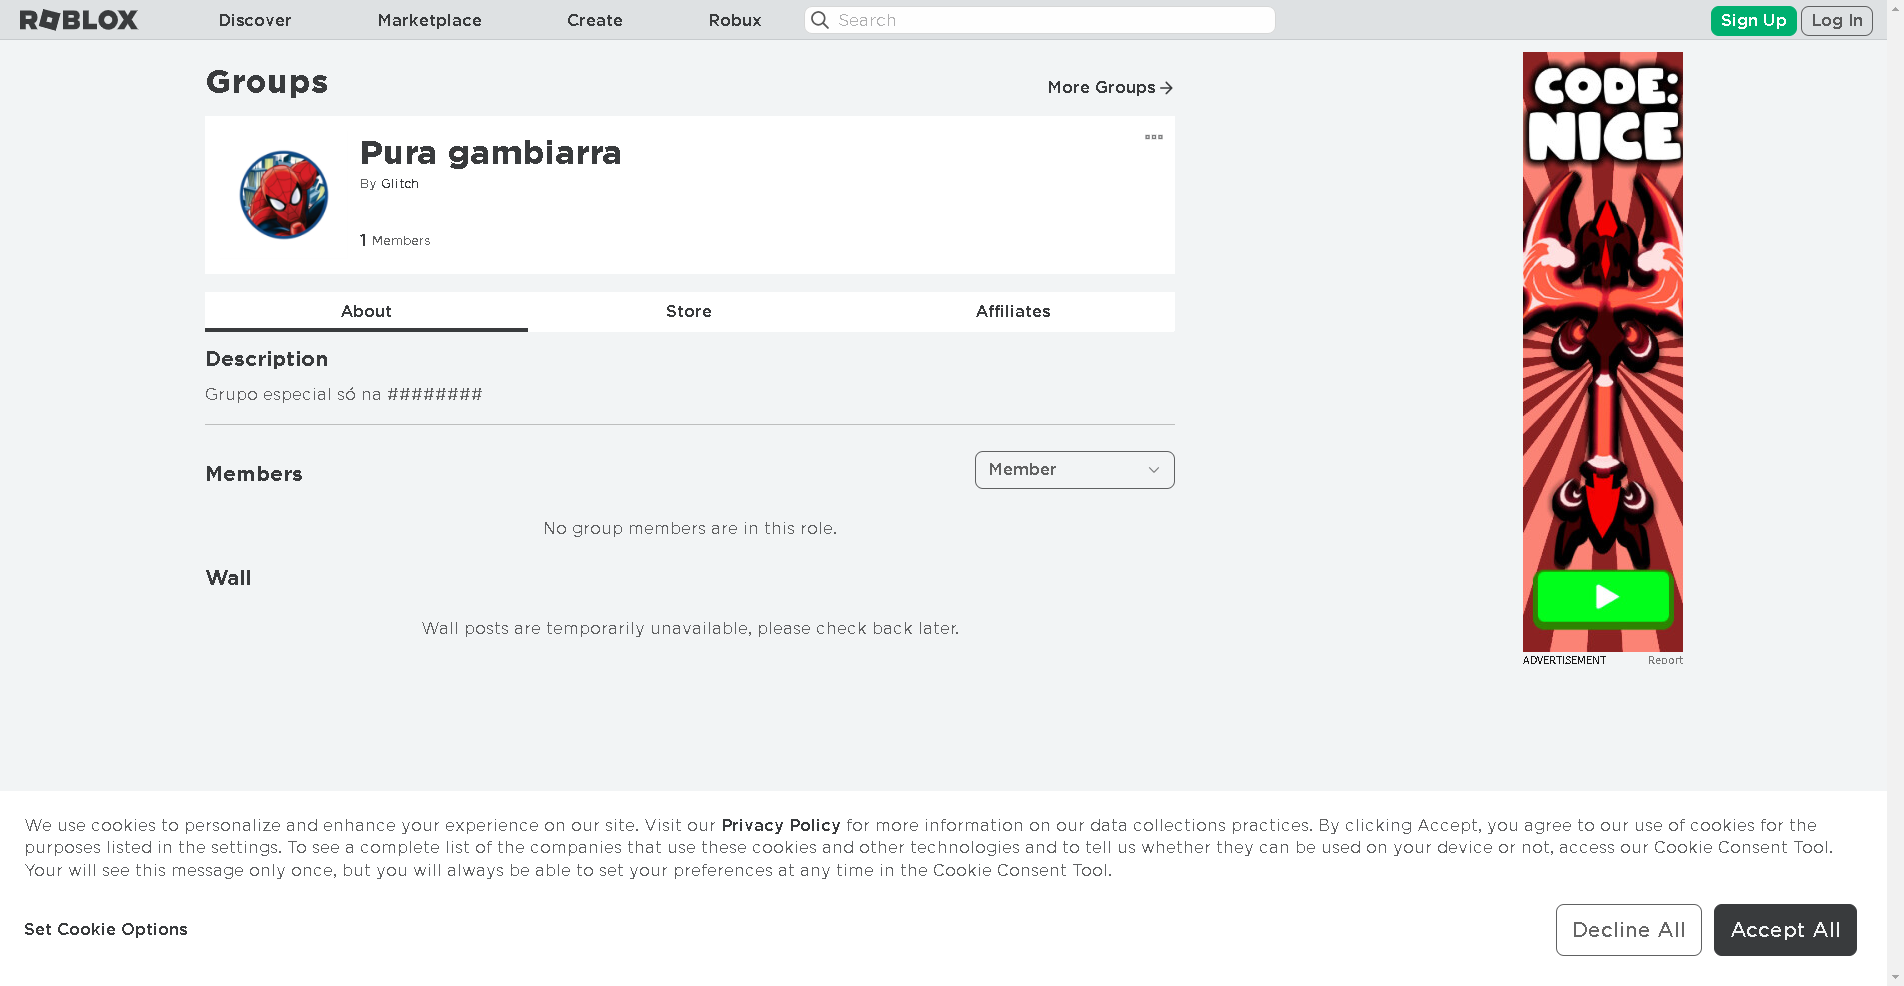 ROBLOX Discover Marketplace Create Robux Search Sign Up Log In
Groups
More Groups
Pura gambiarra
By Glitch
1 Members
About Store Affiliates
Description
Grupo especial só na ########
Members
Member
No group members are in this role.
Wall
Wall posts are temporarily unavailable, please check back later.
CODE:
NICE
ADVERTISEMENT Report
We use cookies to personalize and enhance your experience on our site. Visit our Privacy Policy for more information on our data collections practices. By clicking Accept, you agree to our use of cookies for the
purposes listed in the settings. To see a complete list of the companies that use these cookies and other technologies and to tell us whether they can be used on your device or not, access our Cookie Consent Tool.
Your will see this message only once, but you will always be able to set your preferences at any time in the Cookie Consent Tool.
Set Cookie Options
Decline All
Accept All